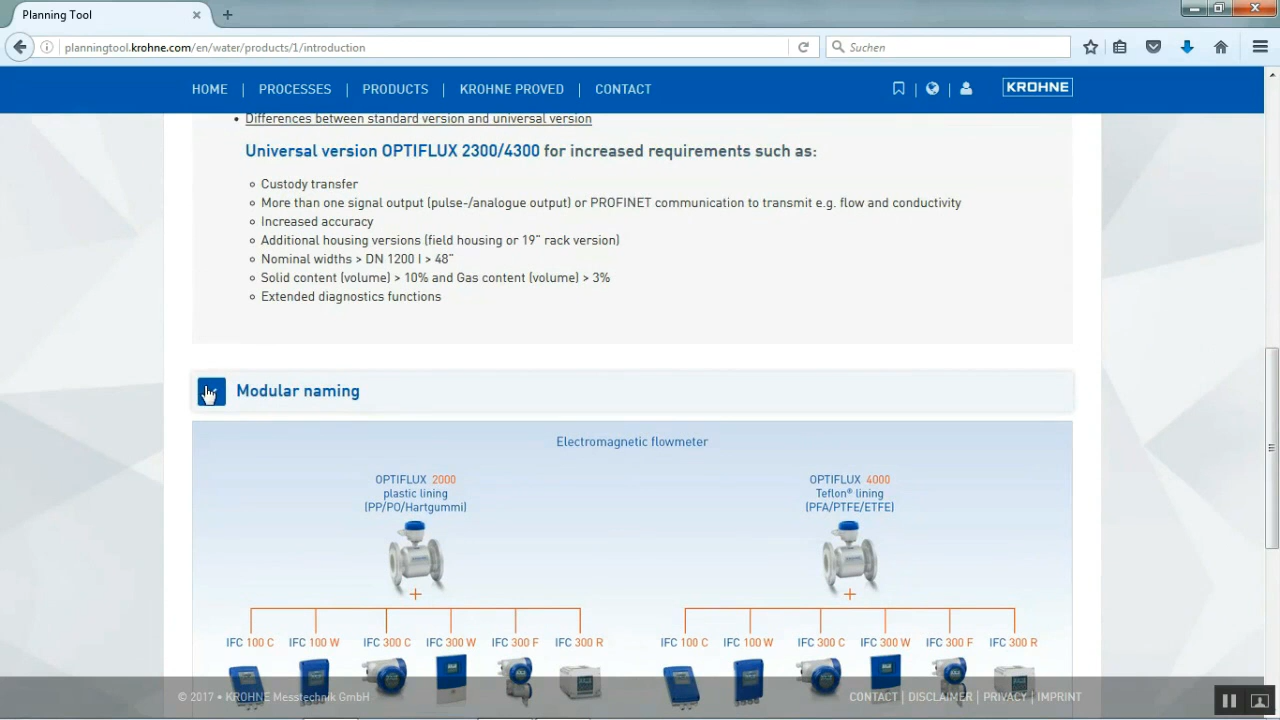 Planning Tool
planningtool.krohne.com/en/water/products/1/introduction
Suchen
HOME | PROCESSES | PRODUCTS | KROHNE PROVED | CONTACT
KROHNE
• Differences between standard version and universal version
Universal version OPTIFLUX 2300/4300 for increased requirements such as:
Custody transfer
More than one signal output (pulse-/analogue output) or PROFINET communication to transmit e.g. flow and conductivity
Increased accuracy
Additional housing versions (field housing or 19" rack version)
Nominal widths > DN 1200 I > 48"
Solid content (volume) > 10% and Gas content (volume) > 3%
Extended diagnostics functions
Modular naming
Electromagnetic flowmeter
OPTIFLUX 2000
plastic lining
(PP/PO/Hartgummi)
+
IFC 100 C IFC 100 W IFC 300 C IFC 300 W IFC 300 F IFC 300 R
OPTIFLUX 4000
Teflon® lining
(PFA/PTFE/ETFE)
+
IFC 100 C IFC 100 W IFC 300 C IFC 300 W IFC 300 F IFC 300 R
© 2017 • KROHNE Messtechnik GmbH
CONTACT | DISCLAIMER | PRIVACY | IMPRINT